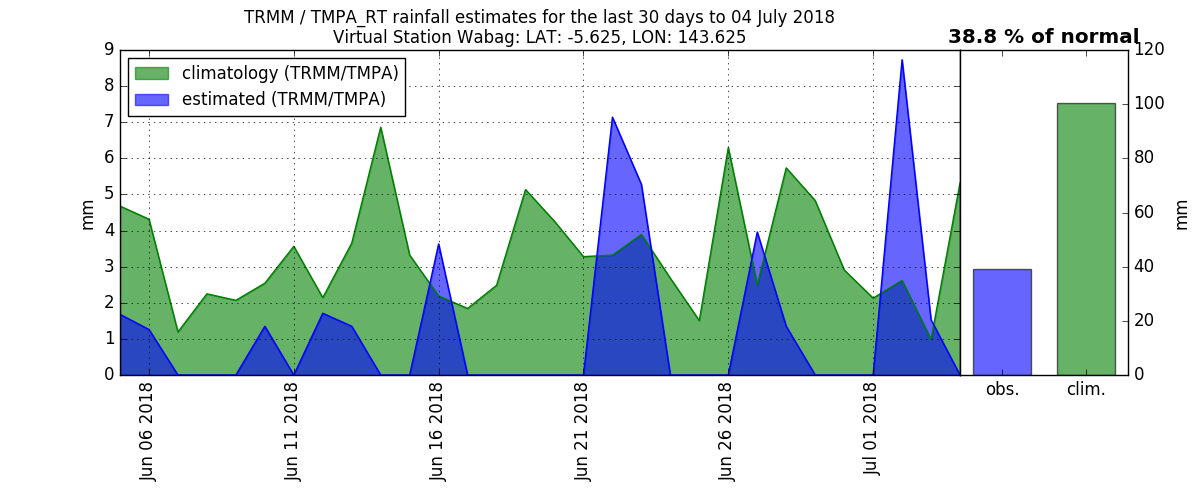 TRMM / TMPA_RT rainfall estimates for the last 30 days to 04 July 2018
Virtual Station Wabag: LAT: -5.625, LON: 143.625
38.8 % of normal
climatology (TRMM/TMPA)
estimated (TRMM/TMPA)
9
8
7
6
5
4
3
2
1
0
mm
Jun 06 2018
Jun 11 2018
Jun 16 2018
Jun 21 2018
Jun 26 2018
Jul 01 2018
120
100
80
60
40
20
0
mm
obs.
clim.